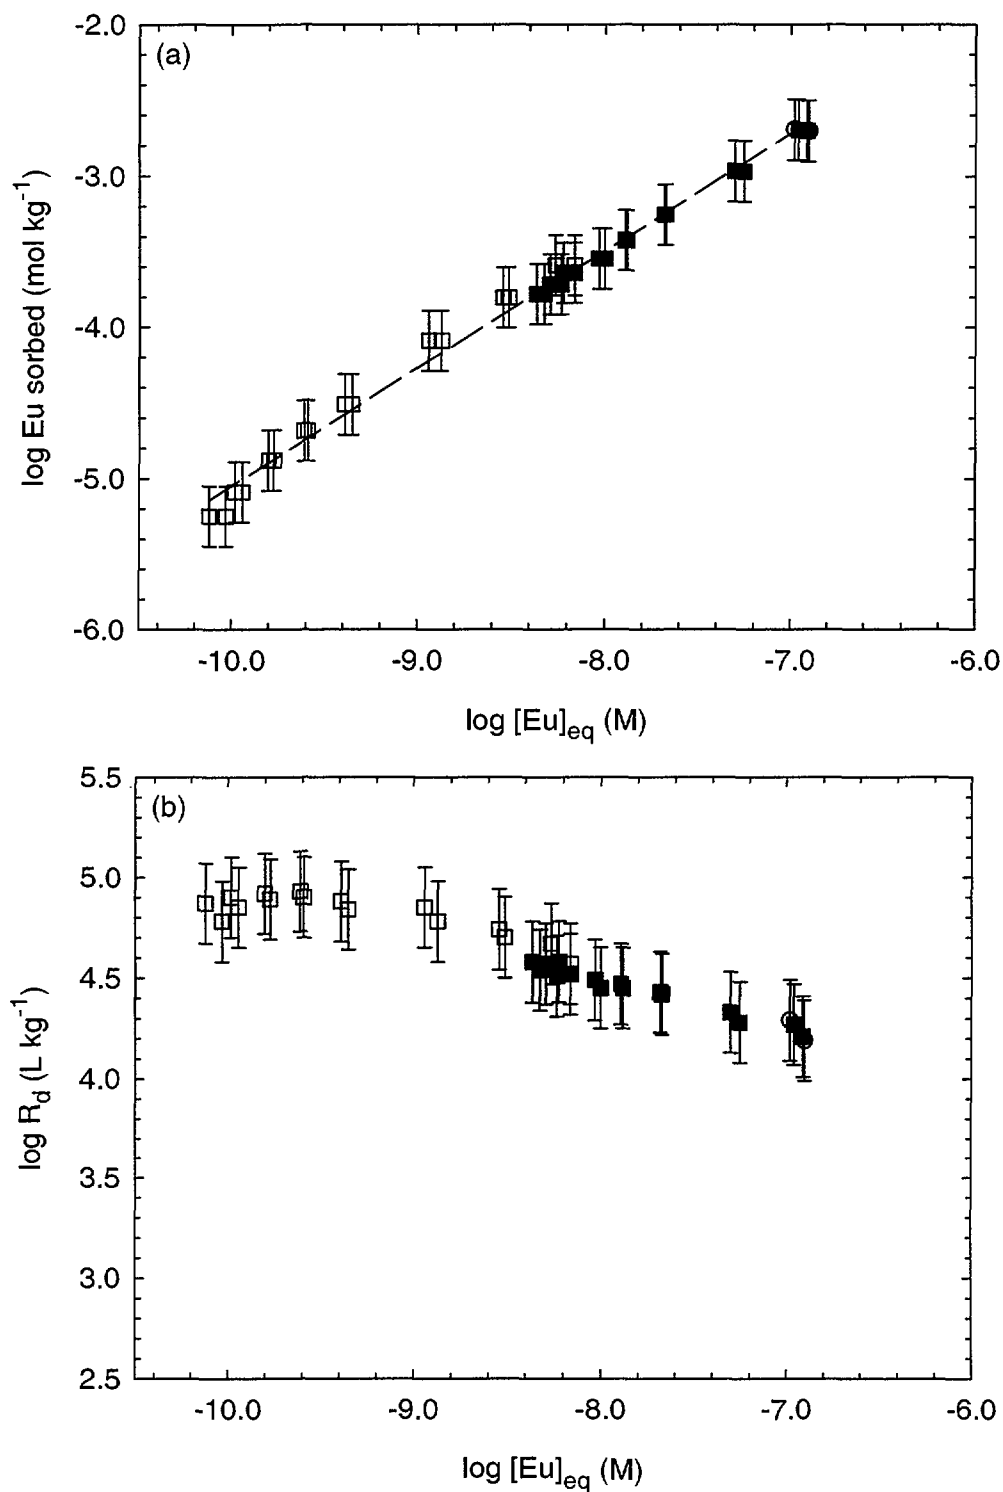 (a)
-2.0
-3.0
-4.0
-5.0
-6.0
log Eu sorbed (mol kg⁻¹)
-10.0 -9.0 -8.0 -7.0 -6.0
log [Eu]eq (M)
(b)
5.5
5.0
4.5
4.0
3.5
3.0
2.5
log Rd (L kg⁻¹)
-10.0 -9.0 -8.0 -7.0 -6.0
log [Eu]eq (M)